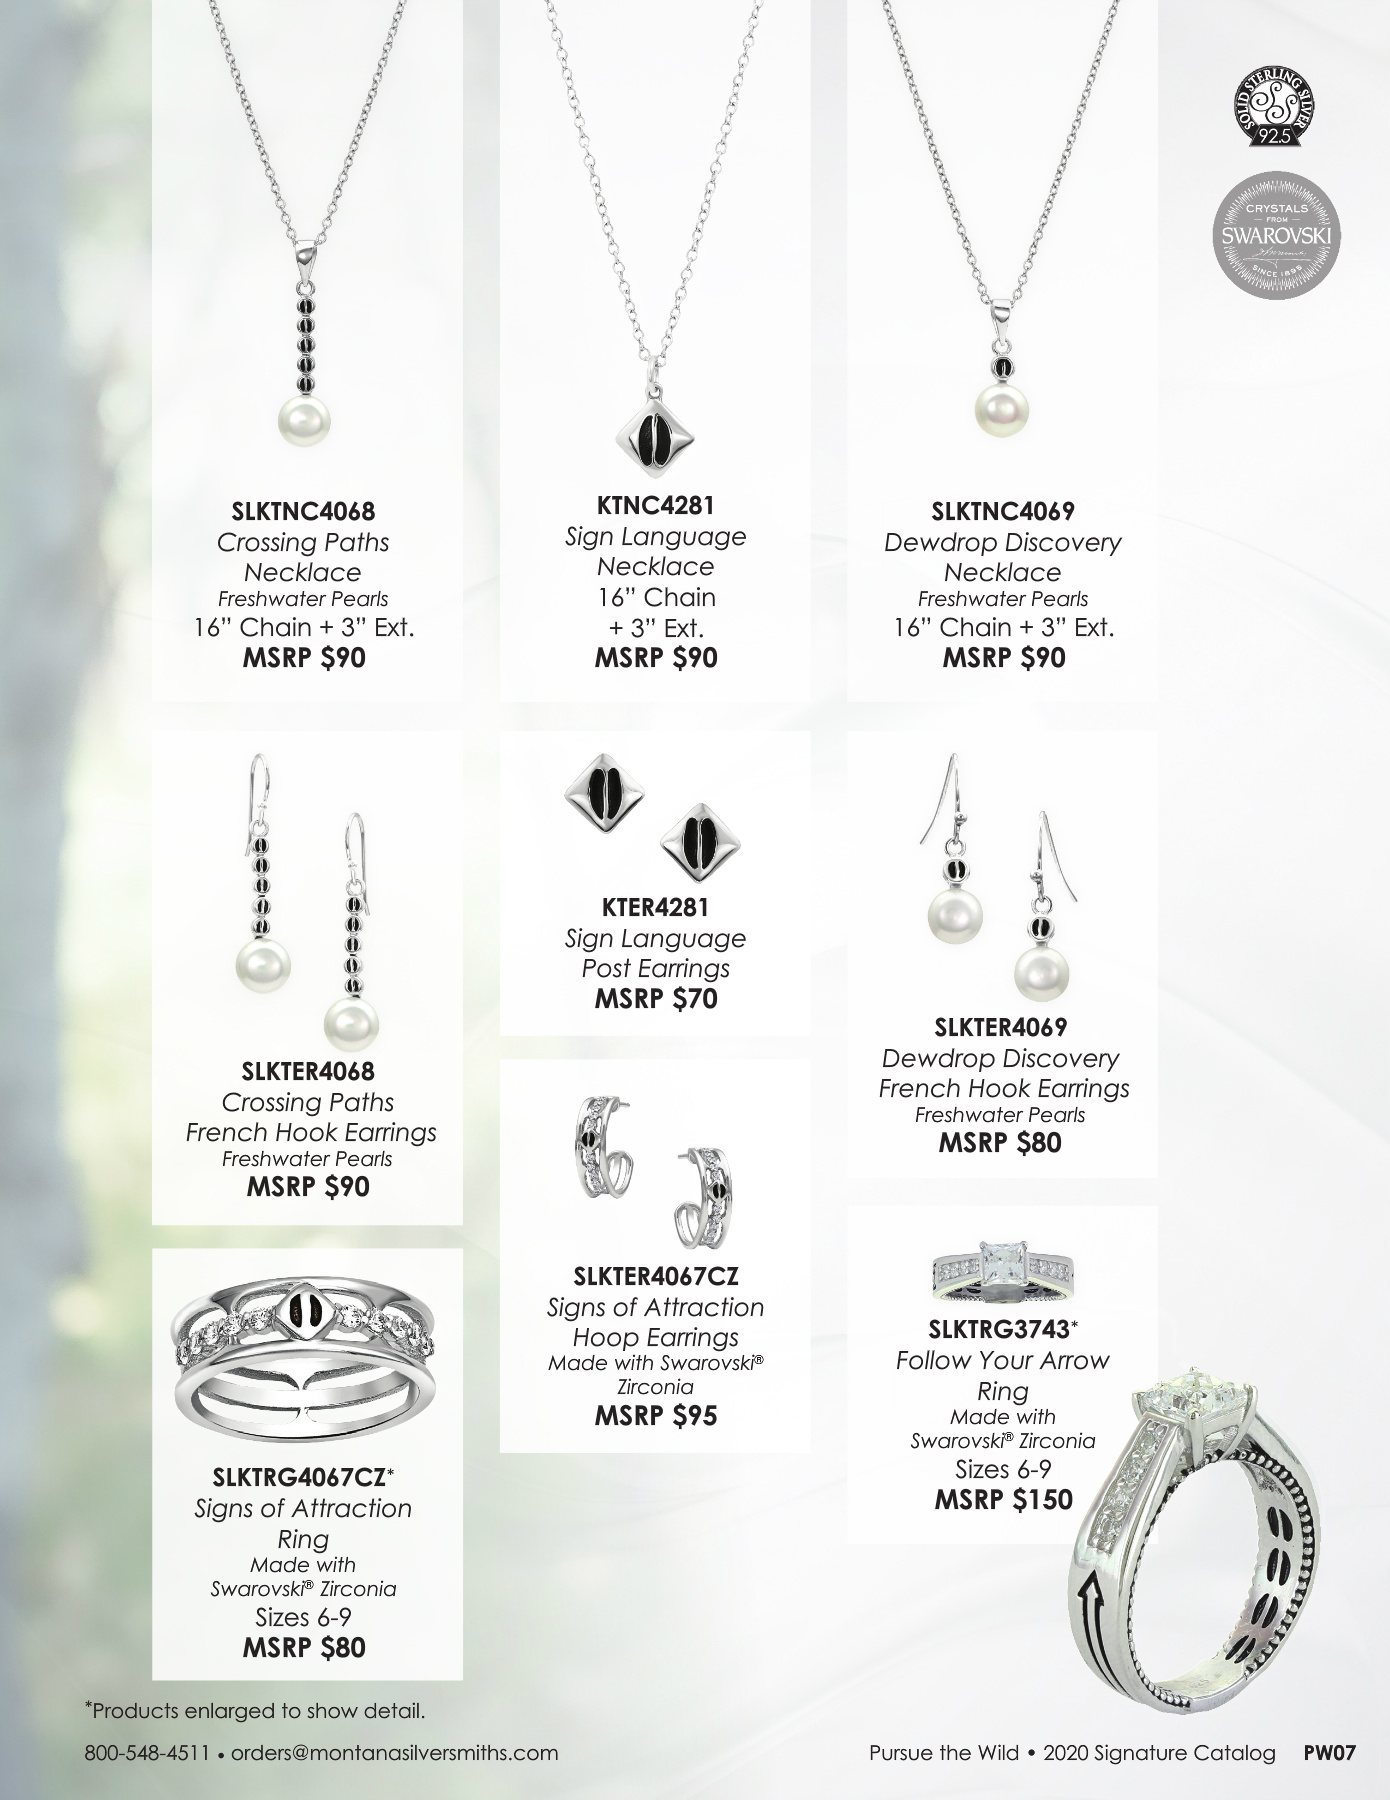 SOLID STERLING SILVER
92.5
CRYSTALS
FROM
SWAROVSKI
SINCE 1895
SLKTNC4068
Crossing Paths
Necklace
Freshwater Pearls
16” Chain + 3” Ext.
MSRP $90
KTNC4281
Sign Language
Necklace
16” Chain
+ 3” Ext.
MSRP $90
SLKTNC4069
Dewdrop Discovery
Necklace
Freshwater Pearls
16” Chain + 3” Ext.
MSRP $90
SLKTER4068
Crossing Paths
French Hook Earrings
Freshwater Pearls
MSRP $90
KTER4281
Sign Language
Post Earrings
MSRP $70
SLKTER4069
Dewdrop Discovery
French Hook Earrings
Freshwater Pearls
MSRP $80
SLKTRG4067CZ*
Signs of Attraction
Ring
Made with
Swarovski® Zirconia
Sizes 6-9
MSRP $80
SLKTER4067CZ
Signs of Attraction
Hoop Earrings
Made with Swarovski®
Zirconia
MSRP $95
SLKTRG3743*
Follow Your Arrow
Ring
Made with
Swarovski® Zirconia
Sizes 6-9
MSRP $150
*Products enlarged to show detail.
800-548-4511 • orders@montanasilversmiths.com
Pursue the Wild • 2020 Signature Catalog PW07